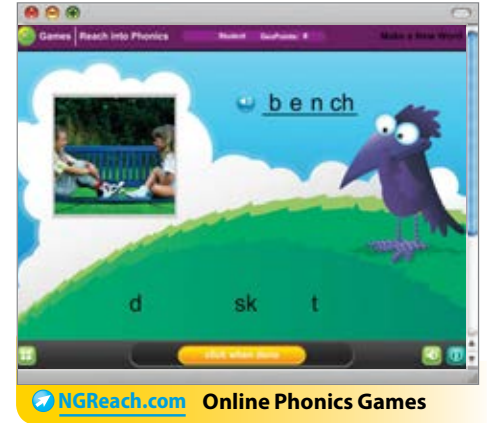 Games Reach into Phonics Student GeoPoints: 8 Make a New Word
b e n ch
d sk t
click when done
NGReach.com Online Phonics Games